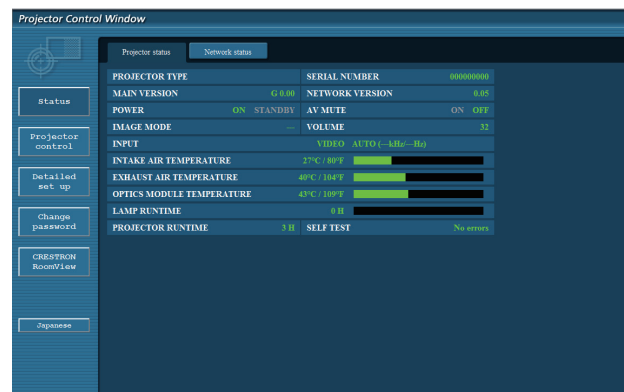 Projector Control Window
Projector status Network status
Status
Projector control
Detailed set up
Change password
CRESTRON RoomView
Japanese
PROJECTOR TYPE SERIAL NUMBER 000000000
MAIN VERSION G 0.00 NETWORK VERSION 0.05
POWER ON STANDBY AV MUTE ON OFF
IMAGE MODE --- VOLUME 32
INPUT VIDEO AUTO (---kHz/---Hz)
INTAKE AIR TEMPERATURE 27°C / 80°F
EXHAUST AIR TEMPERATURE 40°C / 104°F
OPTICS MODULE TEMPERATURE 43°C / 109°F
LAMP RUNTIME 0 H
PROJECTOR RUNTIME 3 H SELF TEST No errors